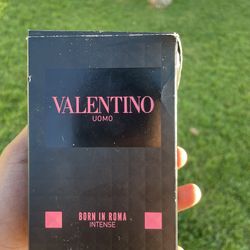 VALENTINO
UOMO
BORN IN ROMA
INTENSE